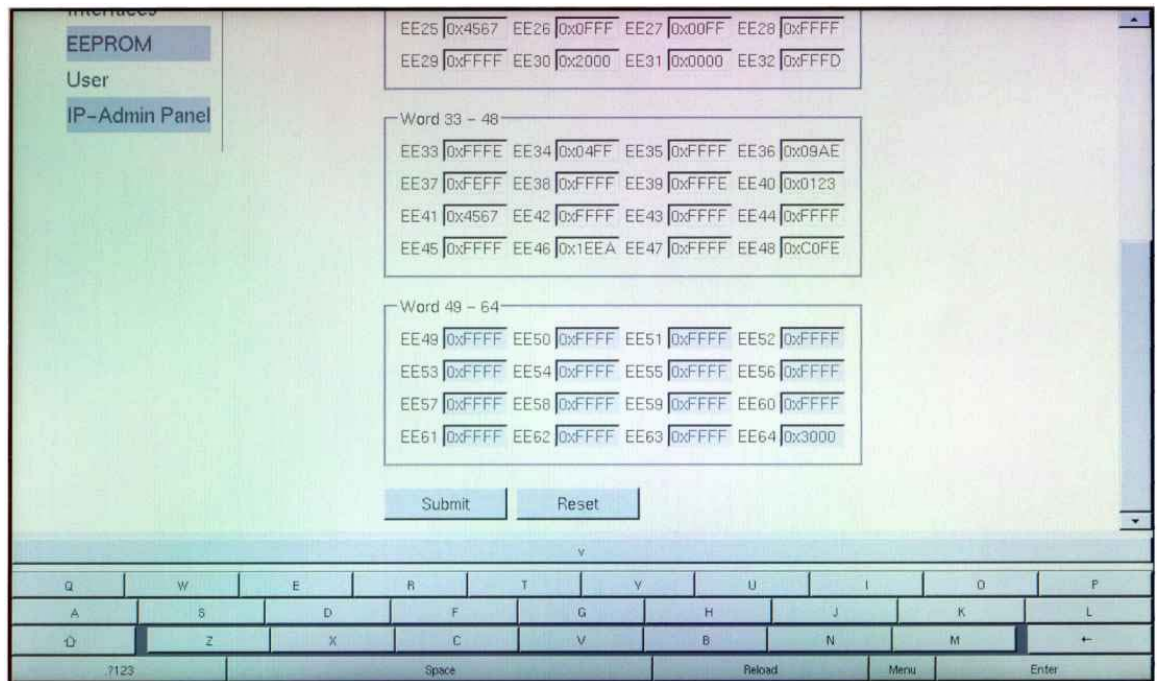 Interfaces
EEPROM
User
IP-Admin Panel
EE25 0x4567 EE26 0x0FFF EE27 0x00FF EE28 0xFFFF
EE29 0xFFFF EE30 0x2000 EE31 0x0000 EE32 0xFFFD
Word 33 - 48
EE33 0xFFFE EE34 0x04FF EE35 0xFFFF EE36 0x09AE
EE37 0xFEFF EE38 0xFFFF EE39 0xFFFE EE40 0x0123
EE41 0x4567 EE42 0xFFFF EE43 0xFFFF EE44 0xFFFF
EE45 0xFFFF EE46 0x1EEA EE47 0xFFFF EE48 0xC0FE
Word 49 - 64
EE49 0xFFFF EE50 0xFFFF EE51 0xFFFF EE52 0xFFFF
EE53 0xFFFF EE54 0xFFFF EE55 0xFFFF EE56 0xFFFF
EE57 0xFFFF EE58 0xFFFF EE59 0xFFFF EE60 0xFFFF
EE61 0xFFFF EE62 0xFFFF EE63 0xFFFF EE64 0x3000
Submit Reset
v
Q W E R T Y U I O P
A S D F G H J K L
⇧ Z X C V B N M ←
.?123 Space Reload Menu Enter